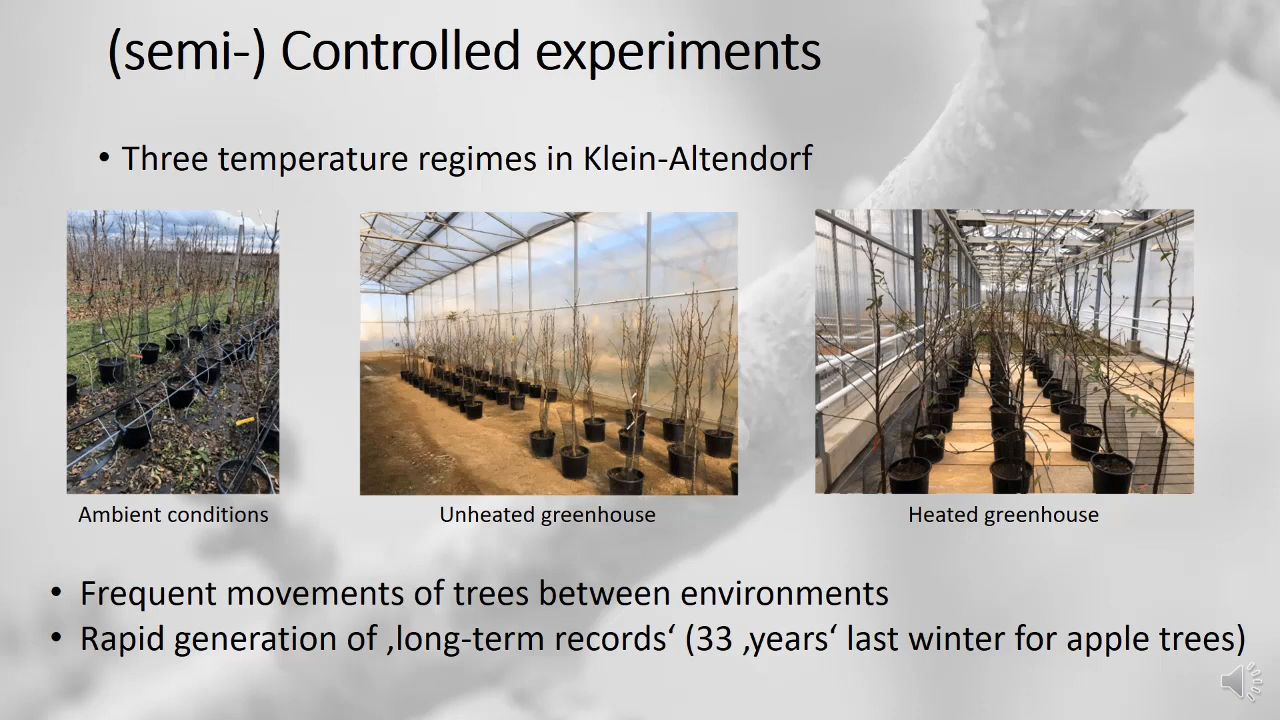 (semi-) Controlled experiments
• Three temperature regimes in Klein-Altendorf
Ambient conditions
Unheated greenhouse
Heated greenhouse
• Frequent movements of trees between environments
• Rapid generation of ‚long-term records‘ (33 ‚years‘ last winter for apple trees)